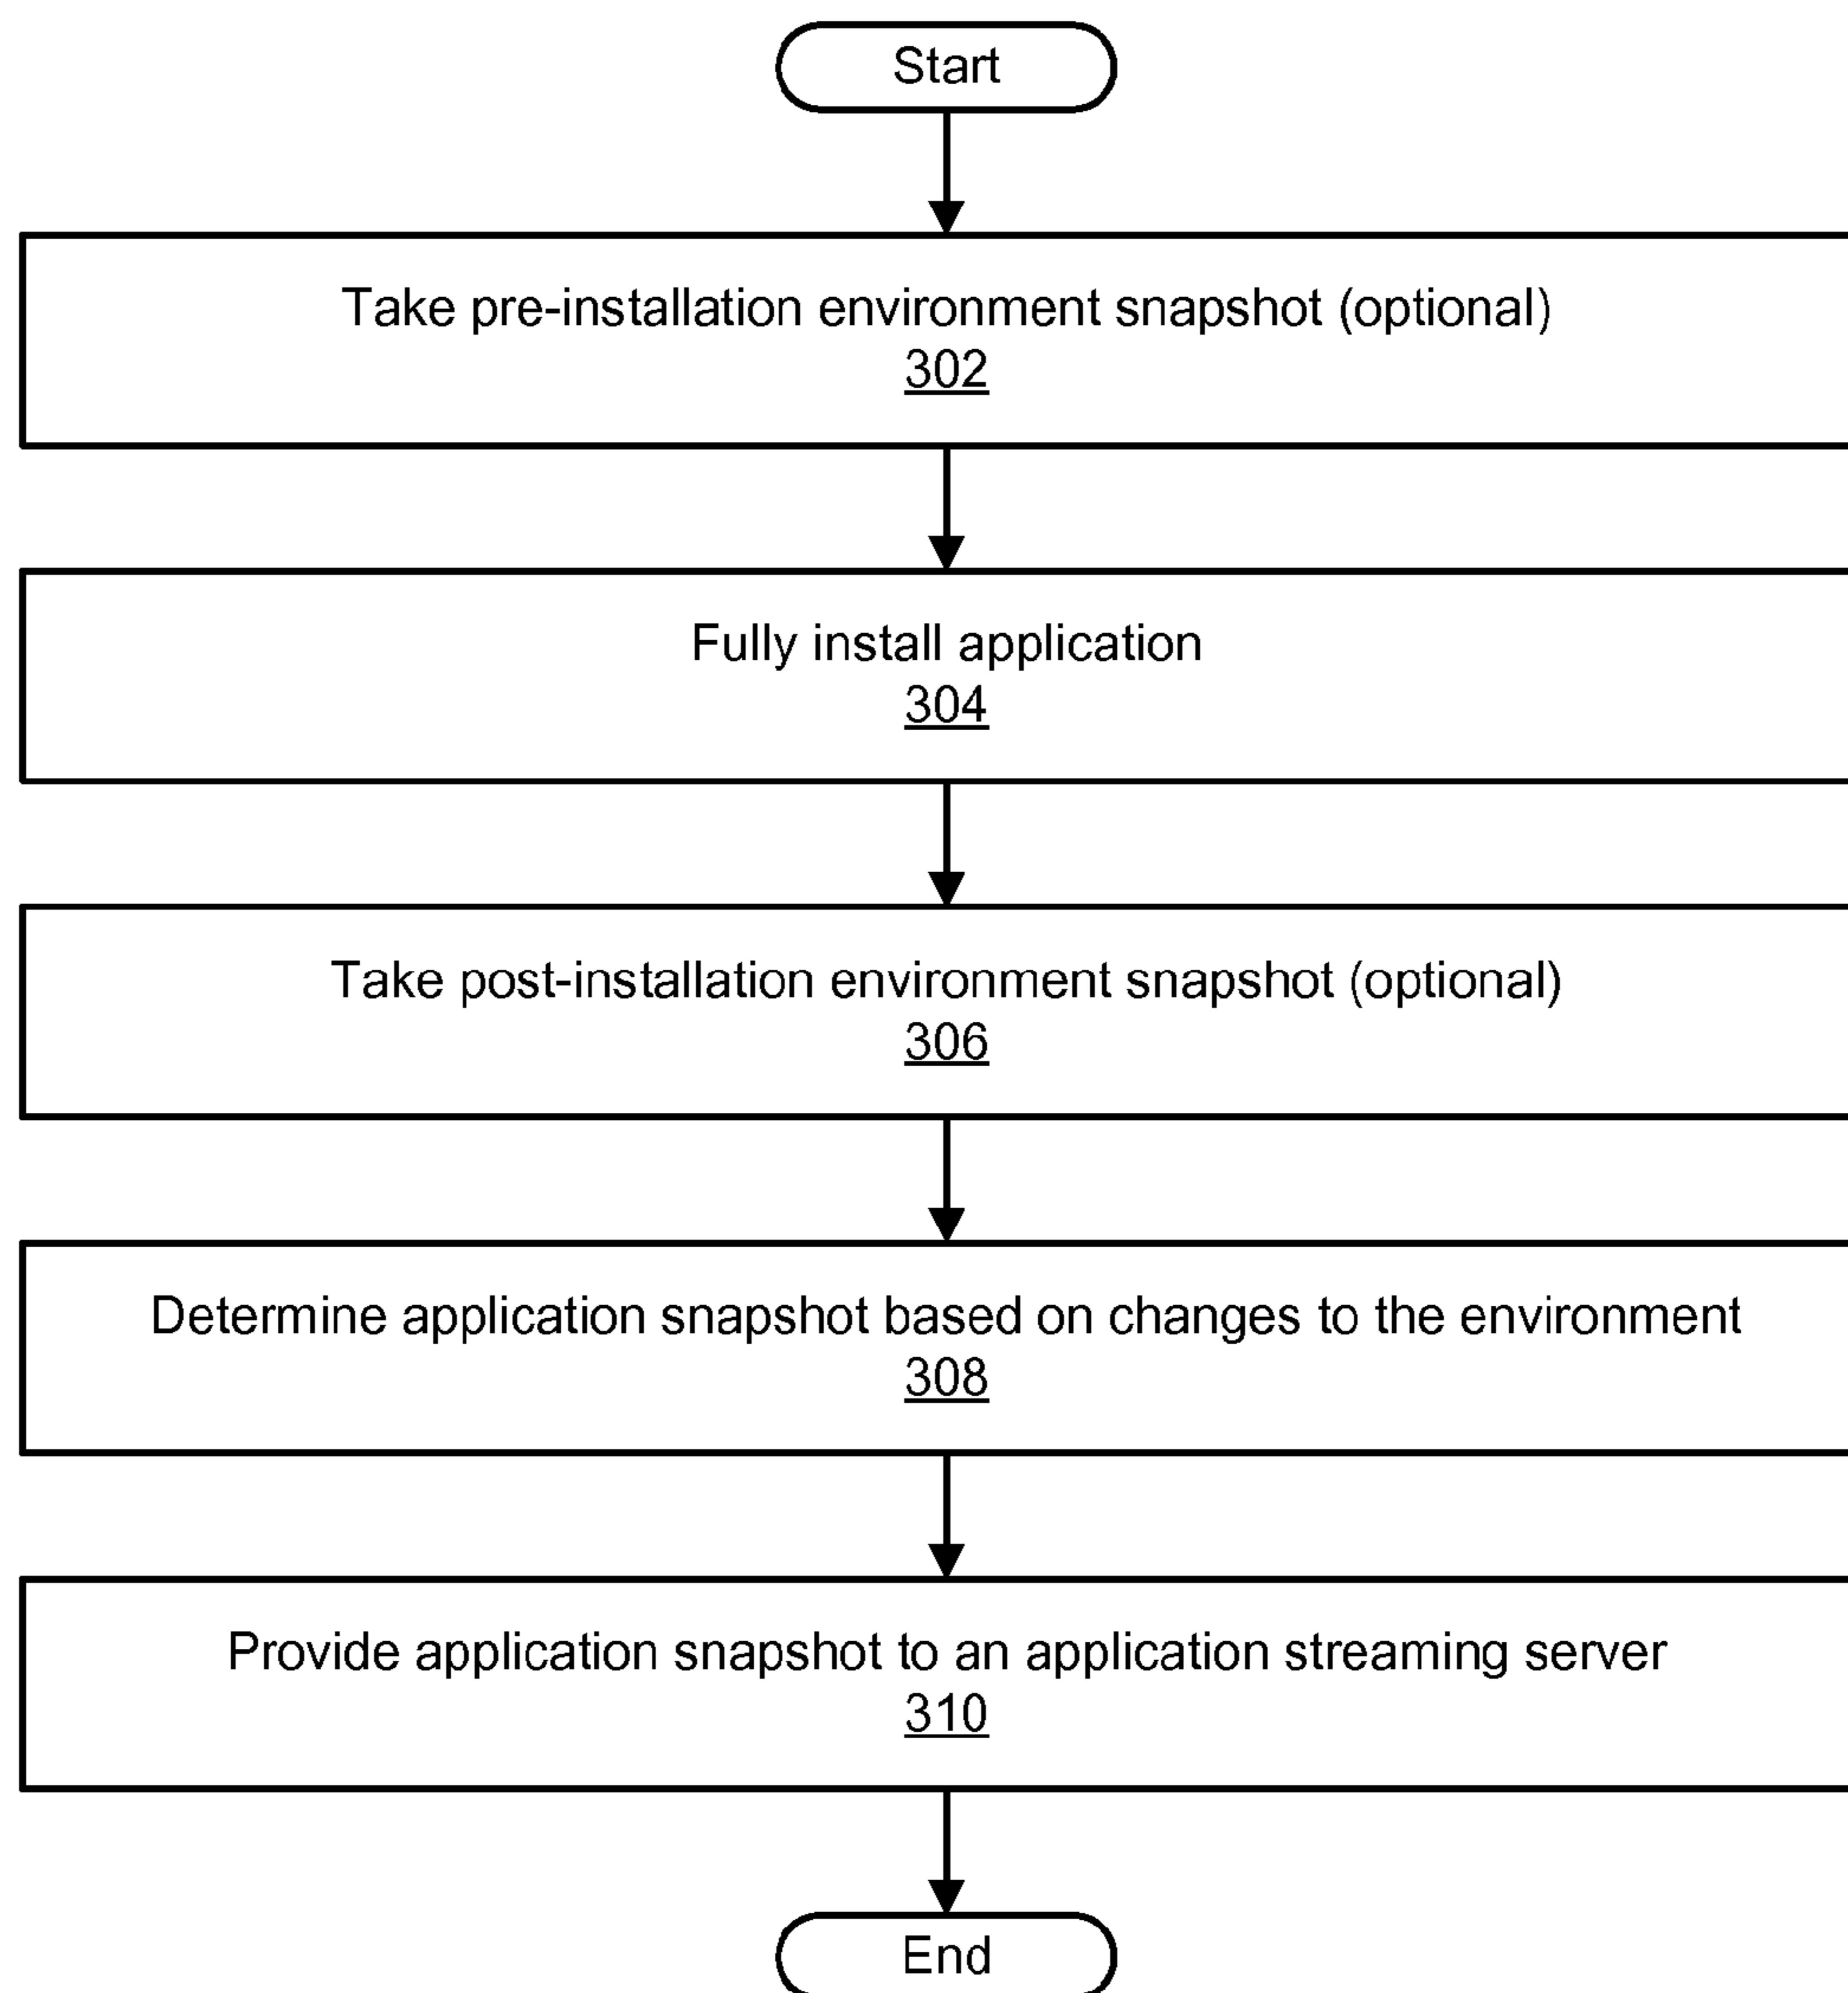 Start
Take pre-installation environment snapshot (optional)
302
Fully install application
304
Take post-installation environment snapshot (optional)
306
Determine application snapshot based on changes to the environment
308
Provide application snapshot to an application streaming server
310
End